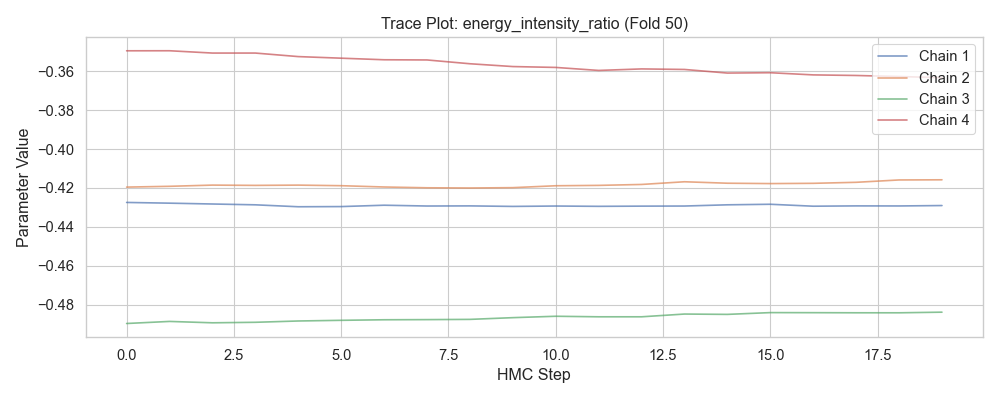 Trace Plot: energy_intensity_ratio (Fold 50)
Parameter Value
−0.36
−0.38
−0.40
−0.42
−0.44
−0.46
−0.48
Chain 1
Chain 2
Chain 3
Chain 4
0.0 2.5 5.0 7.5 10.0 12.5 15.0 17.5
HMC Step